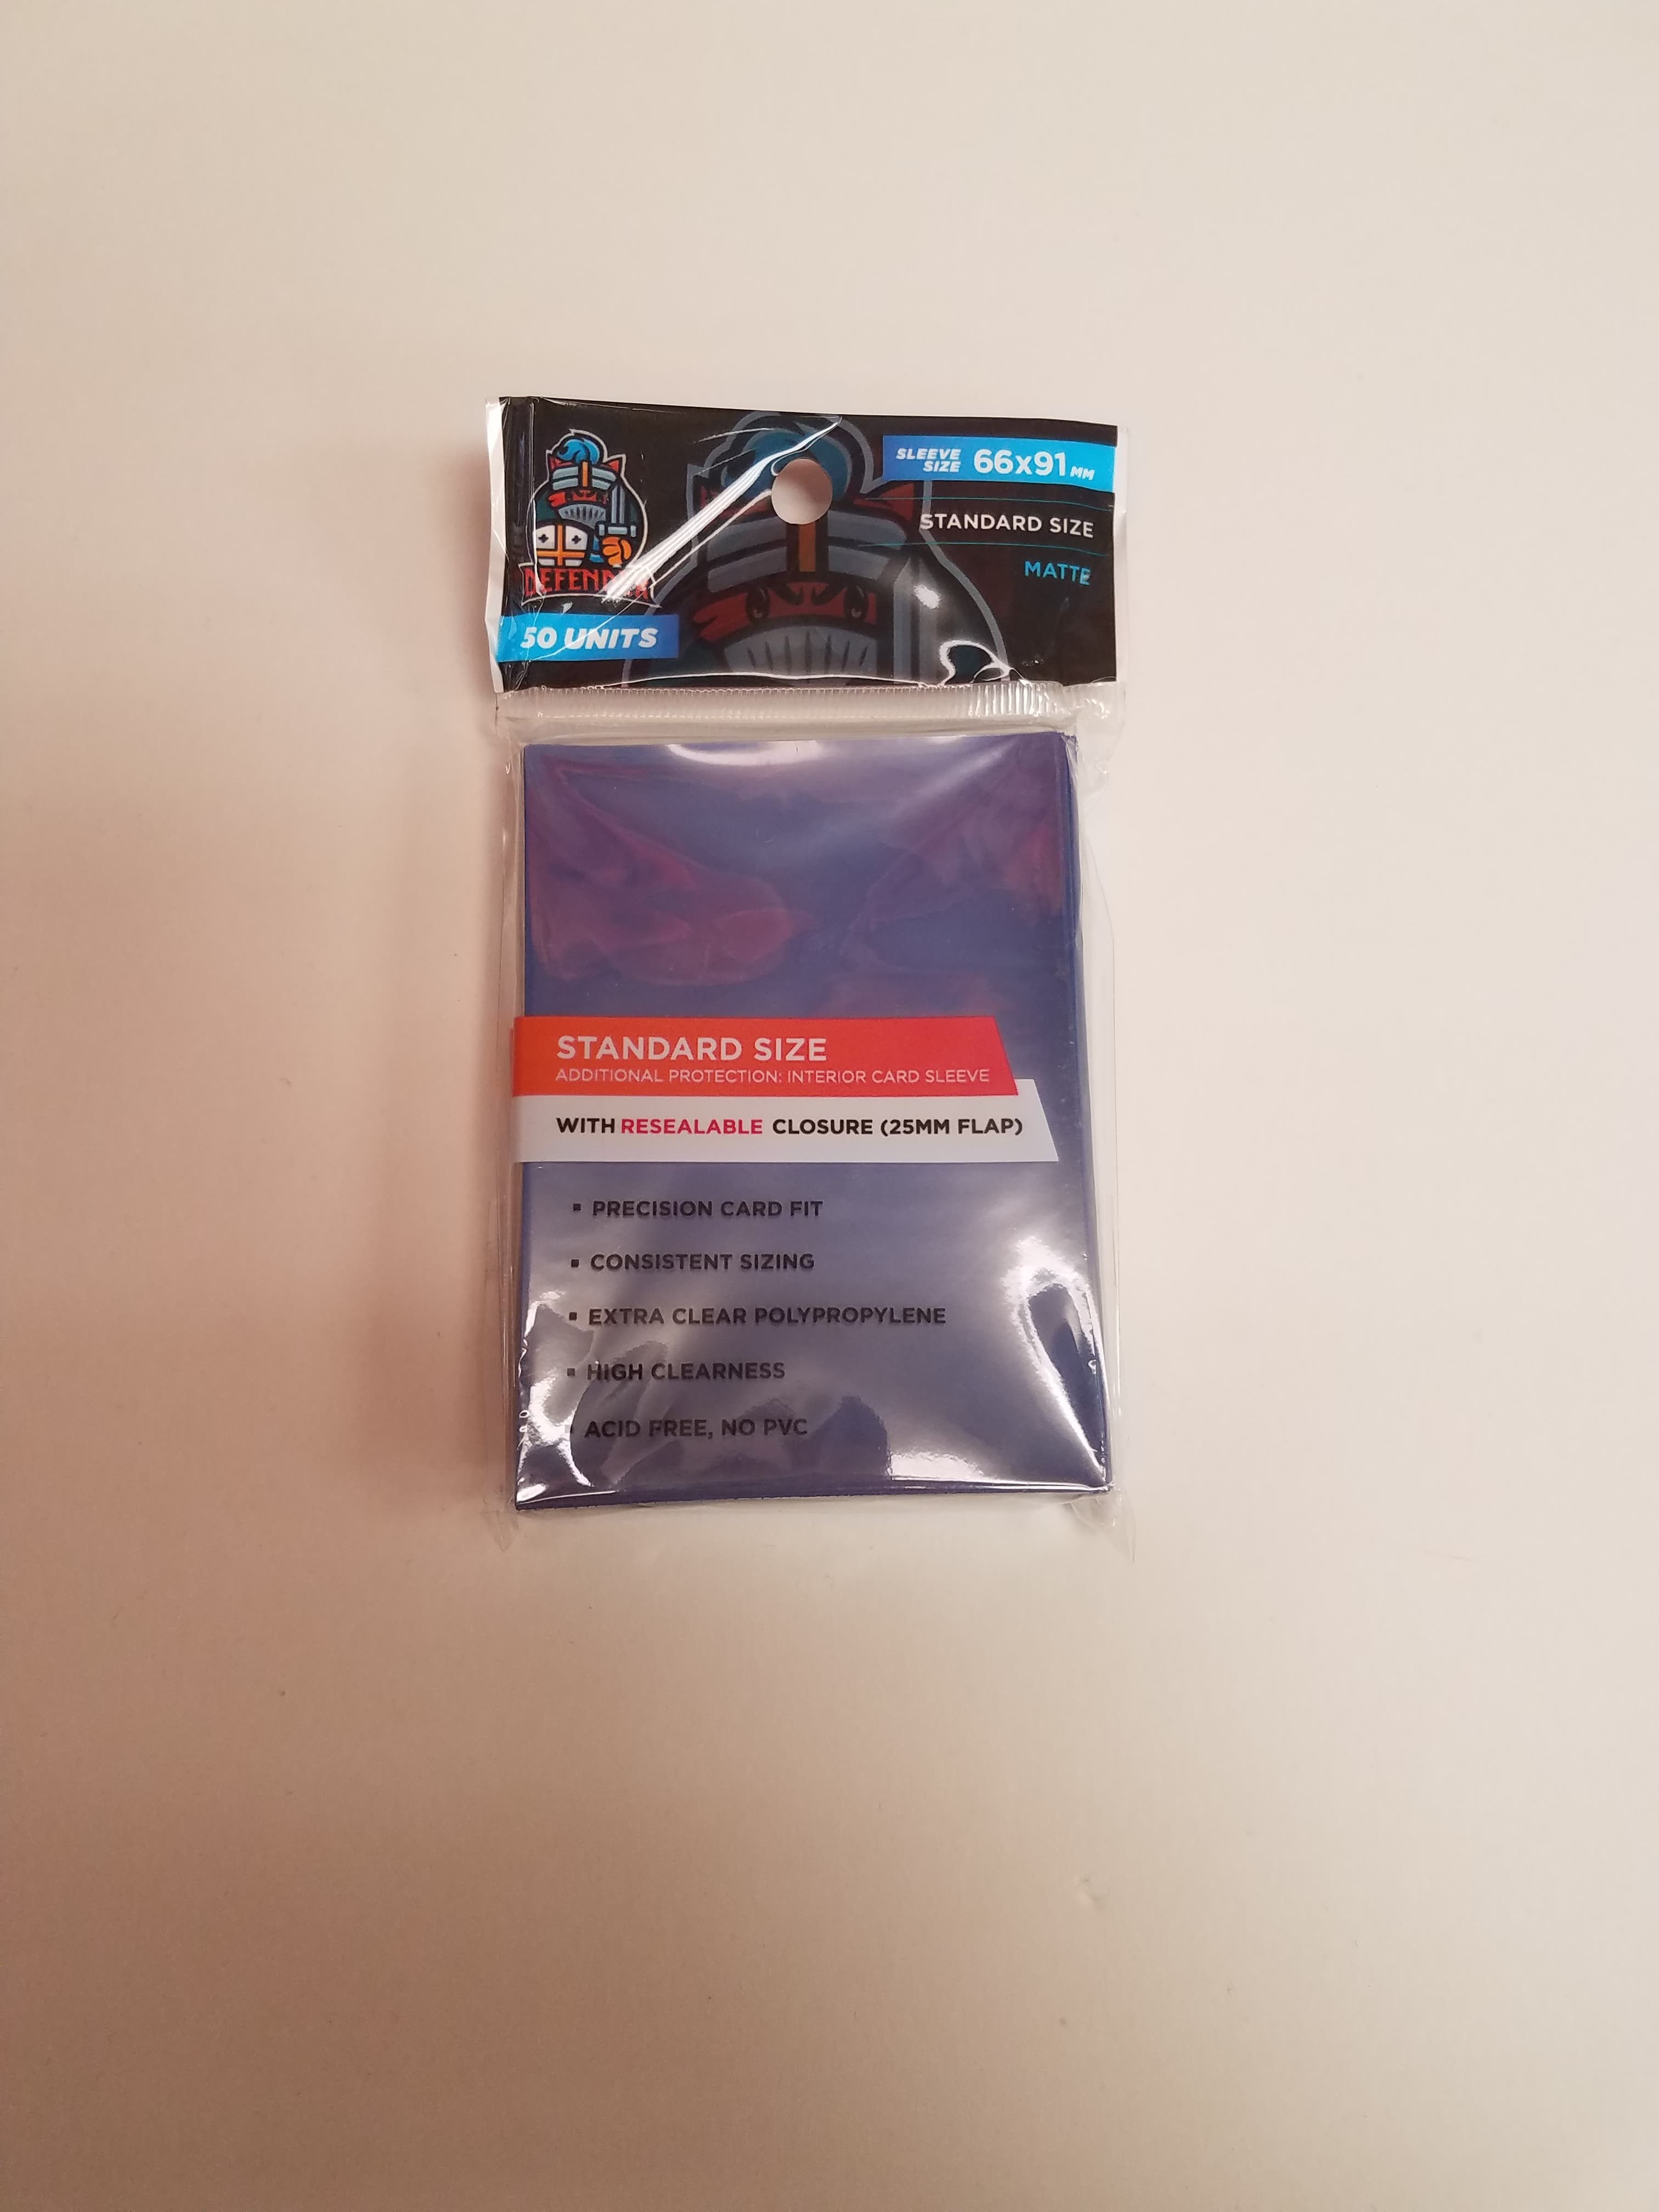 DEFENDER
50 UNITS
SLEEVE
SIZE 66x91 MM
STANDARD SIZE
MATTE
STANDARD SIZE
ADDITIONAL PROTECTION: INTERIOR CARD SLEEVE
WITH RESEALABLE CLOSURE (25MM FLAP)
▪ PRECISION CARD FIT
▪ CONSISTENT SIZING
▪ EXTRA CLEAR POLYPROPYLENE
▪ HIGH CLEARNESS
▪ ACID FREE, NO PVC